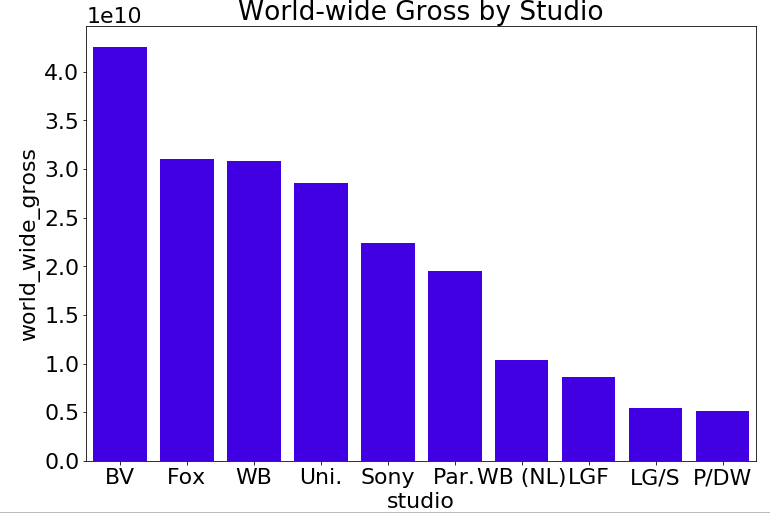 World-wide Gross by Studio
1e10
4.0
3.5
3.0
2.5
2.0
1.5
1.0
0.5
0.0
world_wide_gross
BV Fox WB Uni. Sony Par. WB (NL) LGF LG/S P/DW
studio